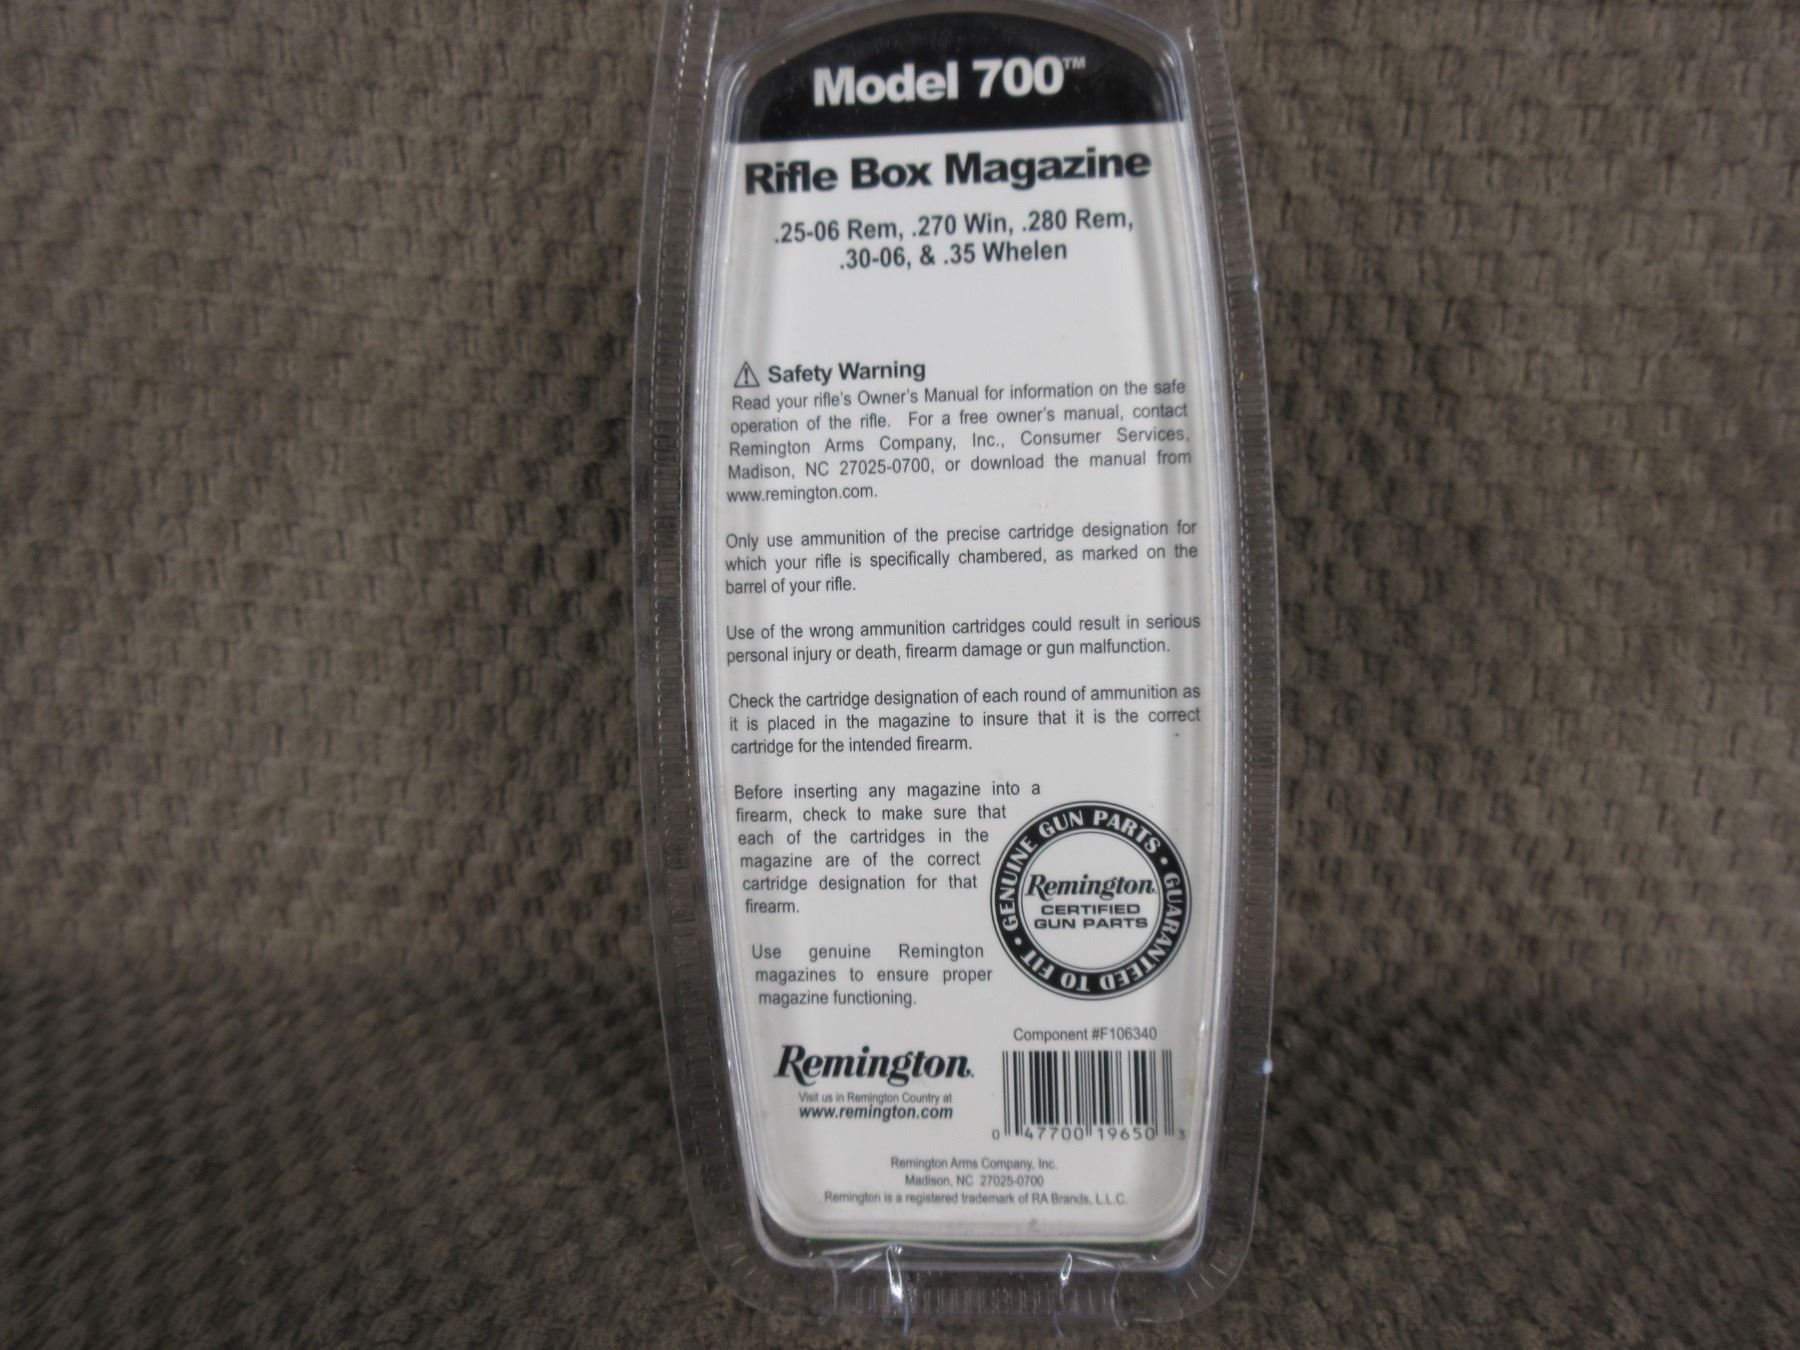 Model 700™
Rifle Box Magazine
.25-06 Rem, .270 Win, .280 Rem,
.30-06, & .35 Whelen
Safety Warning
Read your rifle's Owner's Manual for information on the safe
operation of the rifle. For a free owner's manual, contact
Remington Arms Company, Inc., Consumer Services,
Madison, NC 27025-0700, or download the manual from
www.remington.com.
Only use ammunition of the precise cartridge designation for
which your rifle is specifically chambered, as marked on the
barrel of your rifle.
Use of the wrong ammunition cartridges could result in serious
personal injury or death, firearm damage or gun malfunction.
Check the cartridge designation of each round of ammunition as
it is placed in the magazine to insure that it is the correct
cartridge for the intended firearm.
Before inserting any magazine into a
firearm, check to make sure that
each of the cartridges in the
magazine are of the correct
cartridge designation for that
firearm.
Use genuine Remington
magazines to ensure proper
magazine functioning.
GENUINE GUN PARTS • GUARANTEED TO FIT •
Remington.
CERTIFIED
GUN PARTS
Component #F106340
Remington.
Visit us in Remington Country at
www.remington.com
0 47700 19650 3
Remington Arms Company, Inc.
Madison, NC 27025-0700
Remington is a registered trademark of RA Brands, L.L.C.